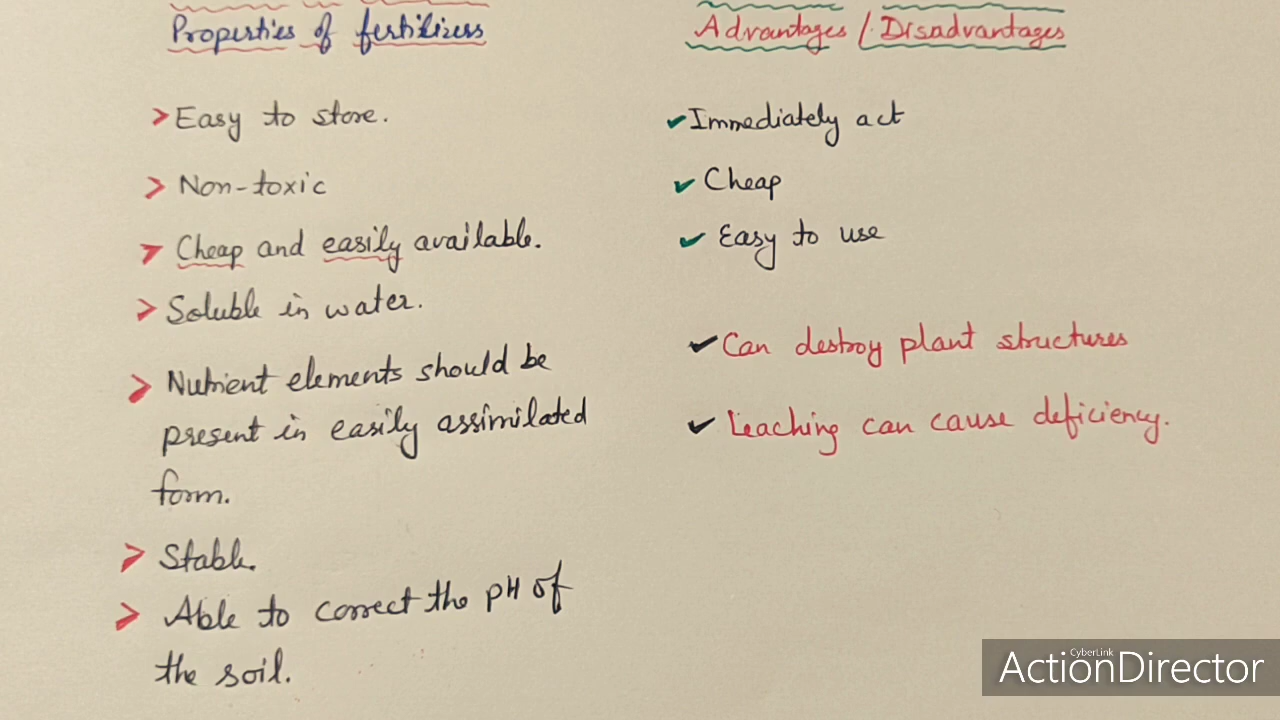 Properties of fertilizers
> Easy to store.
> Non-toxic
> Cheap and easily available.
> Soluble in water.
> Nutrient elements should be
present in easily assimilated
form.
> Stable.
> Able to correct the pH of
the soil.
Advantages / Disadvantages
✔ Immediately act
✔ Cheap
✔ Easy to use
✔ Can destroy plant structures
✔ Leaching can cause deficiency.
CyberLink
ActionDirector